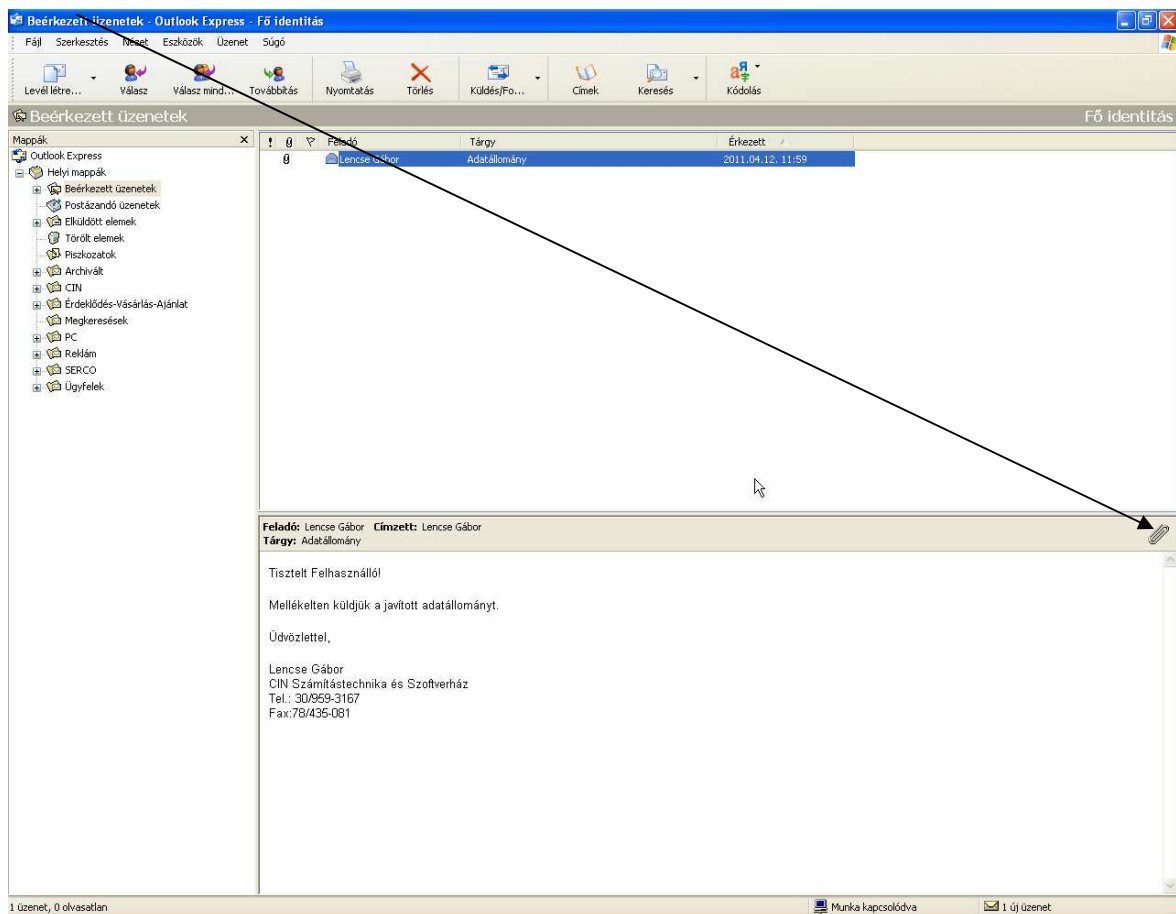 Beérkezett üzenetek - Outlook Express - Fő identitás
Fájl Szerkesztés Nézet Eszközök Üzenet Súgó
Levél létre... Válasz Válasz mind... Továbbítás Nyomtatás Törlés Küldés/Fo... Címek Keresés Kódolás
Beérkezett üzenetek Fő identitás
Mappák
Outlook Express
Helyi mappák
Beérkezett üzenetek
Postázandó üzenetek
Elküldött elemek
Törölt elemek
Piszkozatok
Archivált
CIN
Érdeklődés-Vásárlás-Ajánlat
Megkeresések
PC
Reklám
SERCO
Ügyfelek
Feladó Tárgy Érkezett
Lencse Gábor Adatállomány 2011.04.12. 11:59
Feladó: Lencse Gábor Címzett: Lencse Gábor
Tárgy: Adatállomány
Tisztelt Felhasználló!
Mellékelten küldjük a javított adatállományt.
Üdvözlettel,
Lencse Gábor
CIN Számítástechnika és Szoftverház
Tel.: 30/959-3167
Fax:78/435-081
1 üzenet, 0 olvasatlan Munka kapcsolódva 1 új üzenet